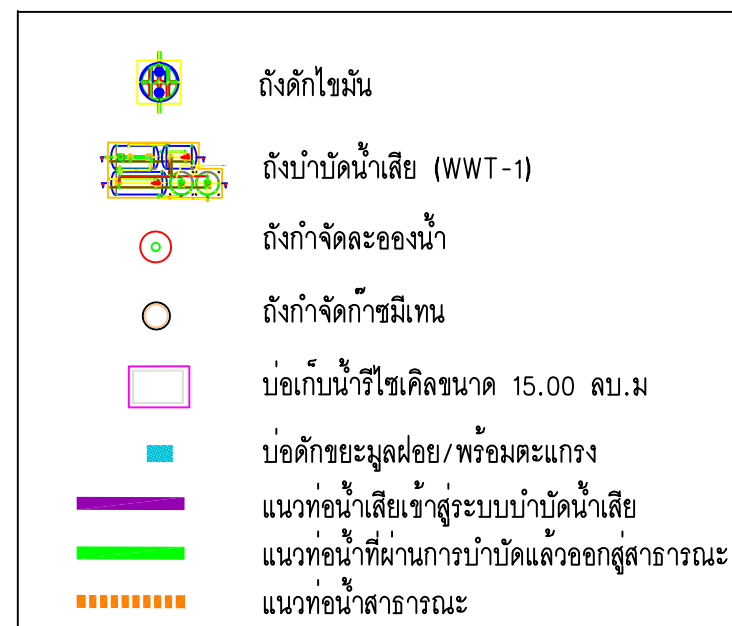 ถังดักไขมัน
ถังบำบัดน้ำเสีย (WWT-1)
ถังกำจัดละอองน้ำ
ถังกำจัดก๊าซมีเทน
บ่อเก็บน้ำรีไซเคิลขนาด 15.00 ลบ.ม
บ่อดักขยะมูลฝอย/พร้อมตะแกรง
แนวท่อน้ำเสียเข้าสู่ระบบบำบัดน้ำเสีย
แนวท่อน้ำที่ผ่านการบำบัดแล้วออกสู่สาธารณะ
แนวท่อน้ำสาธารณะ